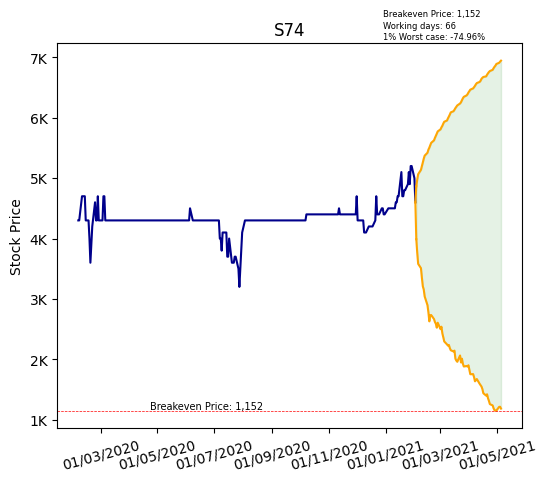 Breakeven Price: 1,152
Working days: 66
1% Worst case: -74.96%
S74
Stock Price
7K
6K
5K
4K
3K
2K
1K
Breakeven Price: 1,152
01/03/2020
01/05/2020
01/07/2020
01/09/2020
01/11/2020
01/01/2021
01/03/2021
01/05/2021